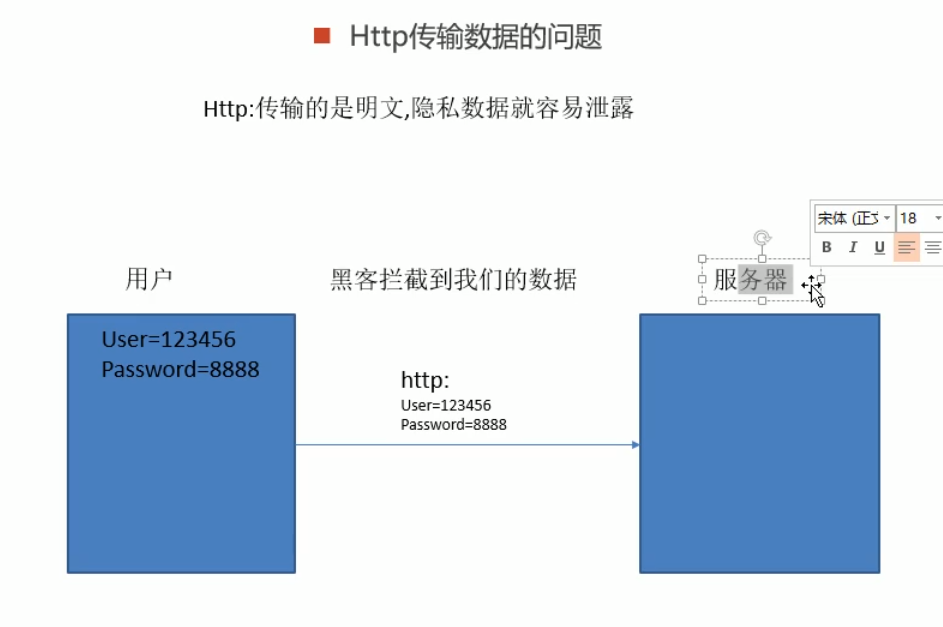 Http传输数据的问题
Http:传输的是明文,隐私数据就容易泄露
宋体 (正文
18
B I U
用户
黑客拦截到我们的数据
服务器
User=123456
Password=8888
http:
User=123456
Password=8888